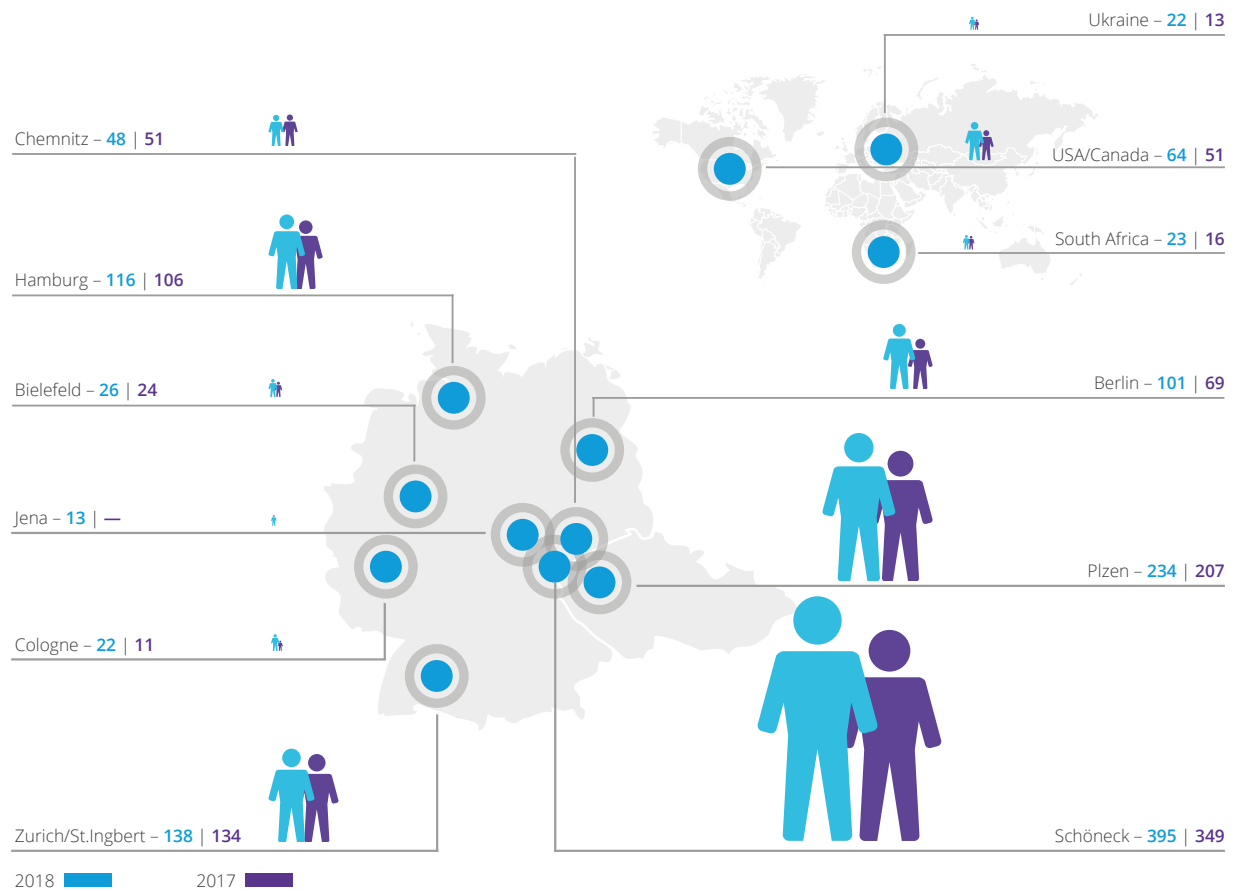 Ukraine – 22 | 13
Chemnitz – 48 | 51
USA/Canada – 64 | 51
South Africa – 23 | 16
Hamburg – 116 | 106
Berlin – 101 | 69
Bielefeld – 26 | 24
Jena – 13 | —
Plzen – 234 | 207
Cologne – 22 | 11
Zurich/St.Ingbert – 138 | 134
Schöneck – 395 | 349
2018 2017